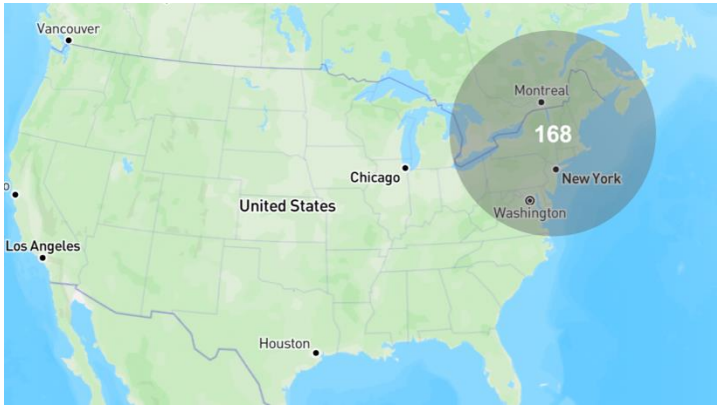 Vancouver
Montreal
168
Chicago
New York
United States
Washington
o
Los Angeles
Houston